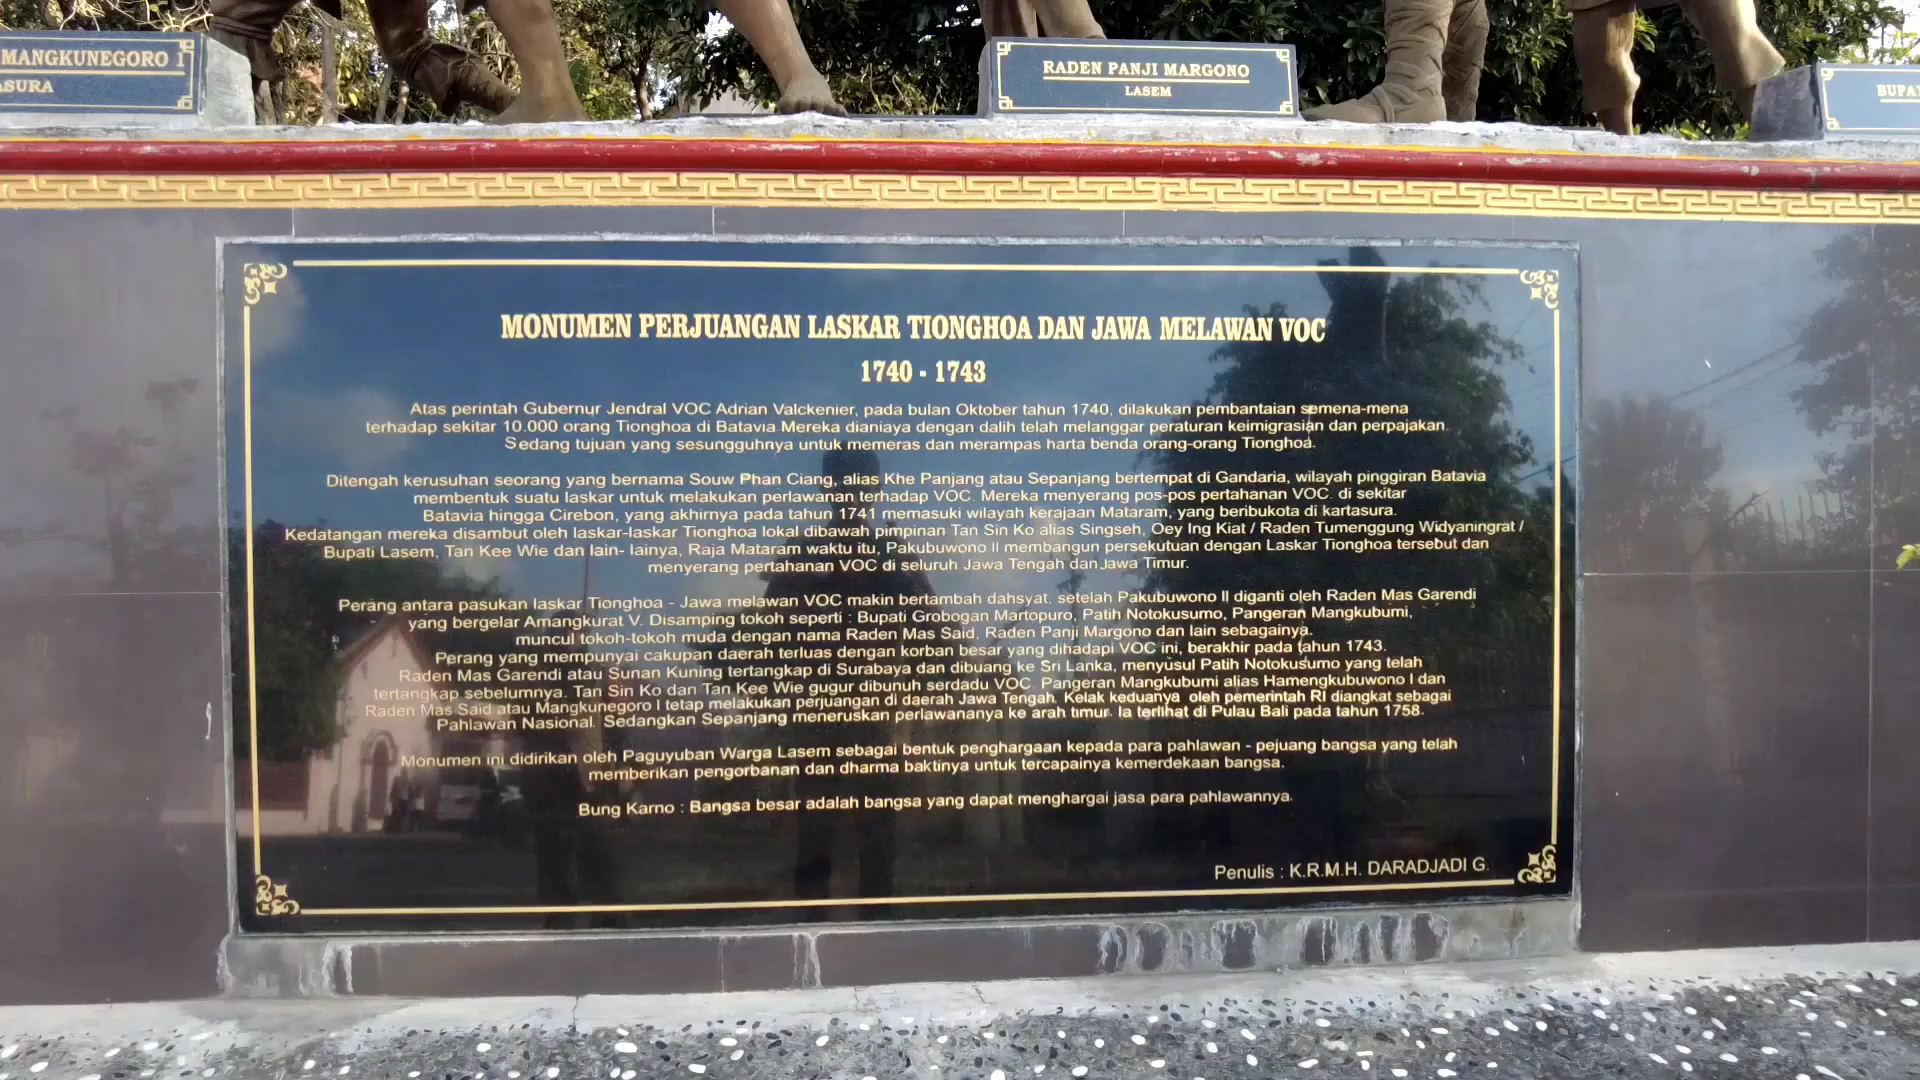 MANGKUNEGORO I
ASURA
RADEN PANJI MARGONO
LASEM
BUPAT
MONUMEN PERJUANGAN LASKAR TIONGHOA DAN JAWA MELAWAN VOC
1740 - 1743
Atas perintah Gubernur Jendral VOC Adrian Valckenier, pada bulan Oktober tahun 1740, dilakukan pembantaian semena-mena
terhadap sekitar 10.000 orang Tionghoa di Batavia Mereka dianiaya dengan dalih telah melanggar peraturan keimigrasian dan perpajakan.
Sedang tujuan yang sesungguhnya untuk memeras dan merampas harta benda orang-orang Tionghoa.
Ditengah kerusuhan seorang yang bernama Souw Phan Ciang, alias Khe Panjang atau Sepanjang bertempat di Gandaria, wilayah pinggiran Batavia
membentuk suatu laskar untuk melakukan perlawanan terhadap VOC. Mereka menyerang pos-pos pertahanan VOC. di sekitar
Batavia hingga Cirebon, yang akhirnya pada tahun 1741 memasuki wilayah kerajaan Mataram, yang beribukota di kartasura.
Kedatangan mereka disambut oleh laskar-laskar Tionghoa lokal dibawah pimpinan Tan Sin Ko alias Singseh, Oey Ing Kiat / Raden Tumenggung Widyaningrat /
Bupati Lasem, Tan Kee Wie dan lain- lainya, Raja Mataram waktu itu, Pakubuwono II membangun persekutuan dengan Laskar Tionghoa tersebut dan
menyerang pertahanan VOC di seluruh Jawa Tengah dan Jawa Timur.
Perang antara pasukan laskar Tionghoa - Jawa melawan VOC makin bertambah dahsyat. setelah Pakubuwono II diganti oleh Raden Mas Garendi
yang bergelar Amangkurat V. Disamping tokoh seperti : Bupati Grobogan Martopuro, Patih Notokusumo, Pangeran Mangkubumi,
muncul tokoh-tokoh muda dengan nama Raden Mas Said, Raden Panji Margono dan lain sebagainya.
Perang yang mempunyai cakupan daerah terluas dengan korban besar yang dihadapi VOC ini, berakhir pada tahun 1743.
Raden Mas Garendi atau Sunan Kuning tertangkap di Surabaya dan dibuang ke Sri Lanka, menyusul Patih Notokusumo yang telah
tertangkap sebelumnya. Tan Sin Ko dan Tan Kee Wie gugur dibunuh serdadu VOC. Pangeran Mangkubumi alias Hamengkubuwono I dan
Raden Mas Said atau Mangkunegoro I tetap melakukan perjuangan di daerah Jawa Tengah. Kelak keduanya oleh pemerintah RI diangkat sebagai
Pahlawan Nasional. Sedangkan Sepanjang meneruskan perlawananya ke arah timur. Ia terlihat di Pulau Bali pada tahun 1758.
Monumen ini didirikan oleh Paguyuban Warga Lasem sebagai bentuk penghargaan kepada para pahlawan - pejuang bangsa yang telah
memberikan pengorbanan dan dharma baktinya untuk tercapainya kemerdekaan bangsa.
Bung Karno : Bangsa besar adalah bangsa yang dapat menghargai jasa para pahlawannya.
Penulis : K.R.M.H. DARADJADI G.